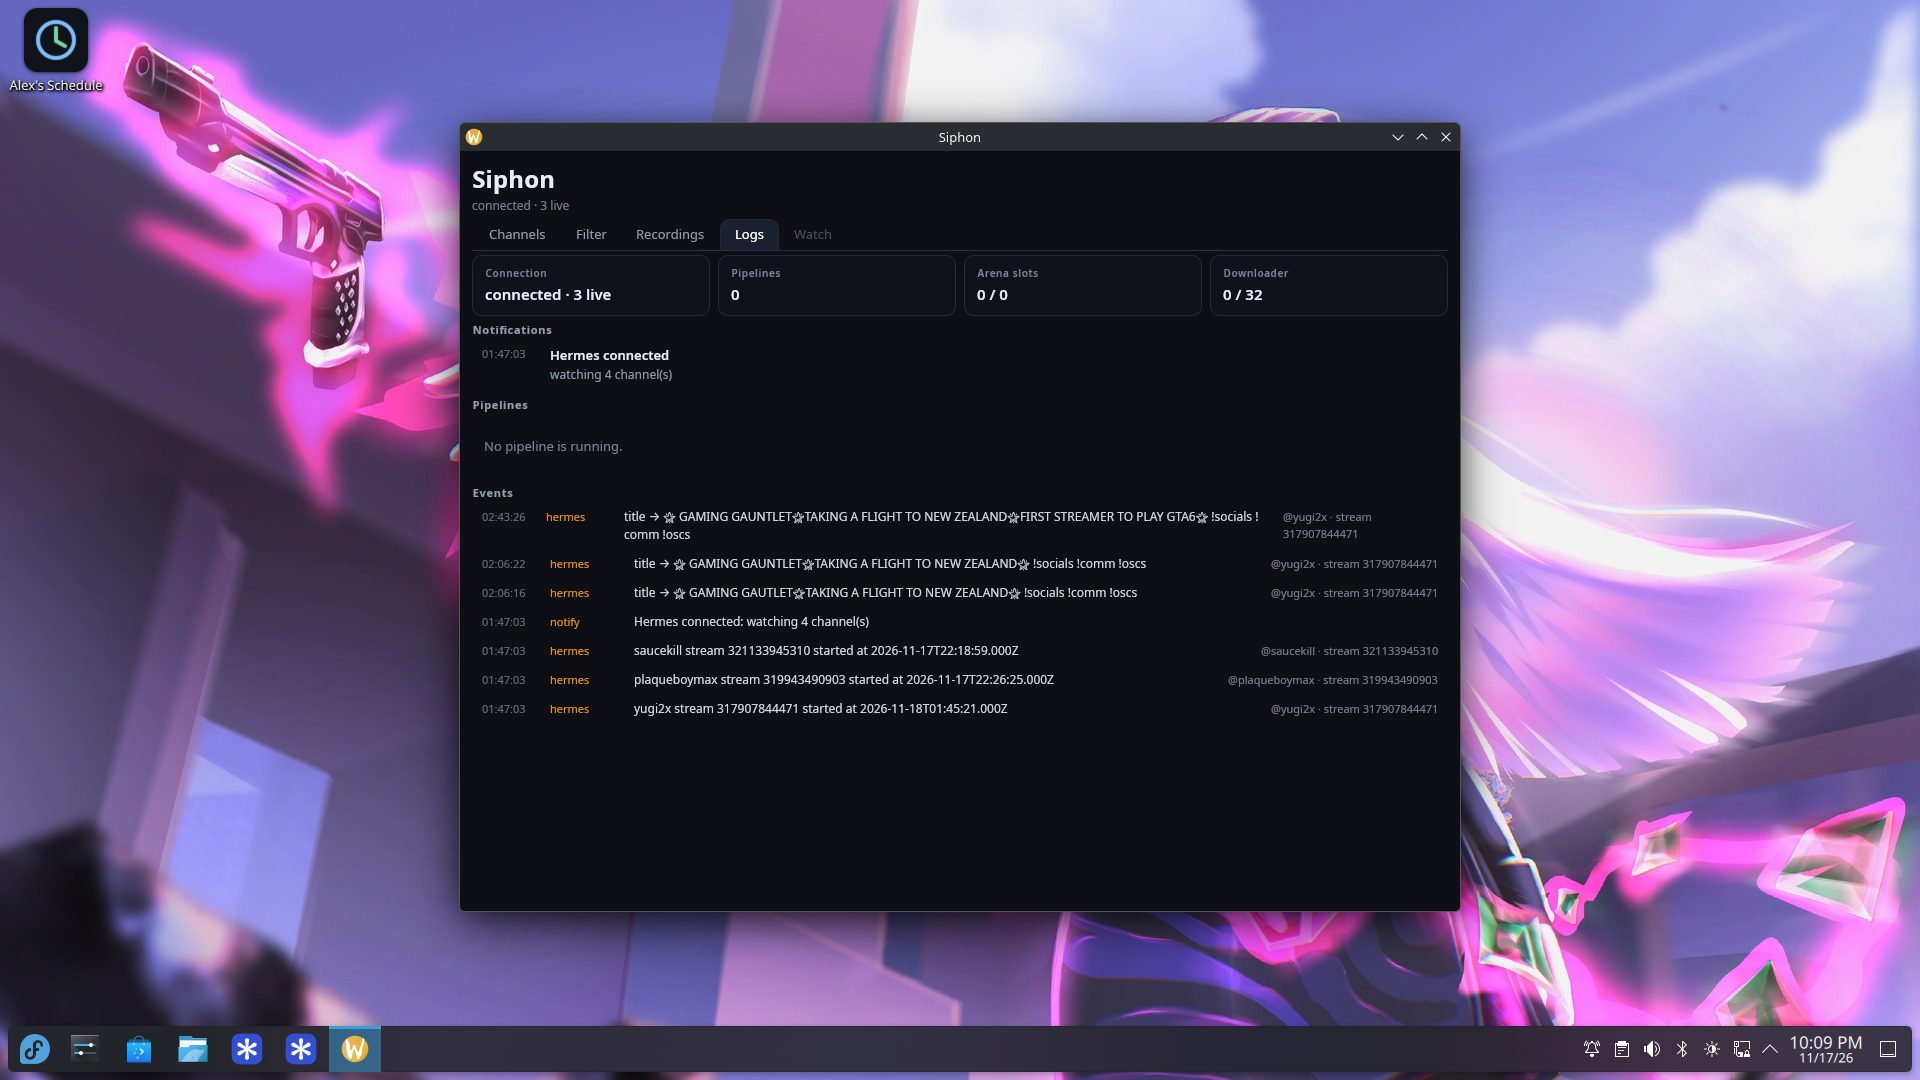 Alex's Schedule
Siphon
Siphon
connected · 3 live
Channels Filter Recordings Logs Watch
Connection Pipelines Arena slots Downloader
connected · 3 live 0 0 / 0 0 / 32
Notifications
01:47:03 Hermes connected
watching 4 channel(s)
Pipelines
No pipeline is running.
Events
02:43:26 hermes title → ⚝ GAMING GAUNTLET⚝TAKING A FLIGHT TO NEW ZEALAND⚝FIRST STREAMER TO PLAY GTA6⚝ !socials ! @yugi2x · stream
comm !oscs 317907844471
02:06:22 hermes title → ⚝ GAMING GAUNTLET⚝TAKING A FLIGHT TO NEW ZEALAND⚝ !socials !comm !oscs @yugi2x · stream 317907844471
02:06:16 hermes title → ⚝ GAMING GAUTLET⚝TAKING A FLIGHT TO NEW ZEALAND⚝ !socials !comm !oscs @yugi2x · stream 317907844471
01:47:03 notify Hermes connected: watching 4 channel(s)
01:47:03 hermes saucekill stream 321133945310 started at 2026-11-17T22:18:59.000Z @saucekill · stream 321133945310
01:47:03 hermes plaqueboymax stream 319943490903 started at 2026-11-17T22:26:25.000Z @plaqueboymax · stream 319943490903
01:47:03 hermes yugi2x stream 317907844471 started at 2026-11-18T01:45:21.000Z @yugi2x · stream 317907844471
10:09 PM
11/17/26